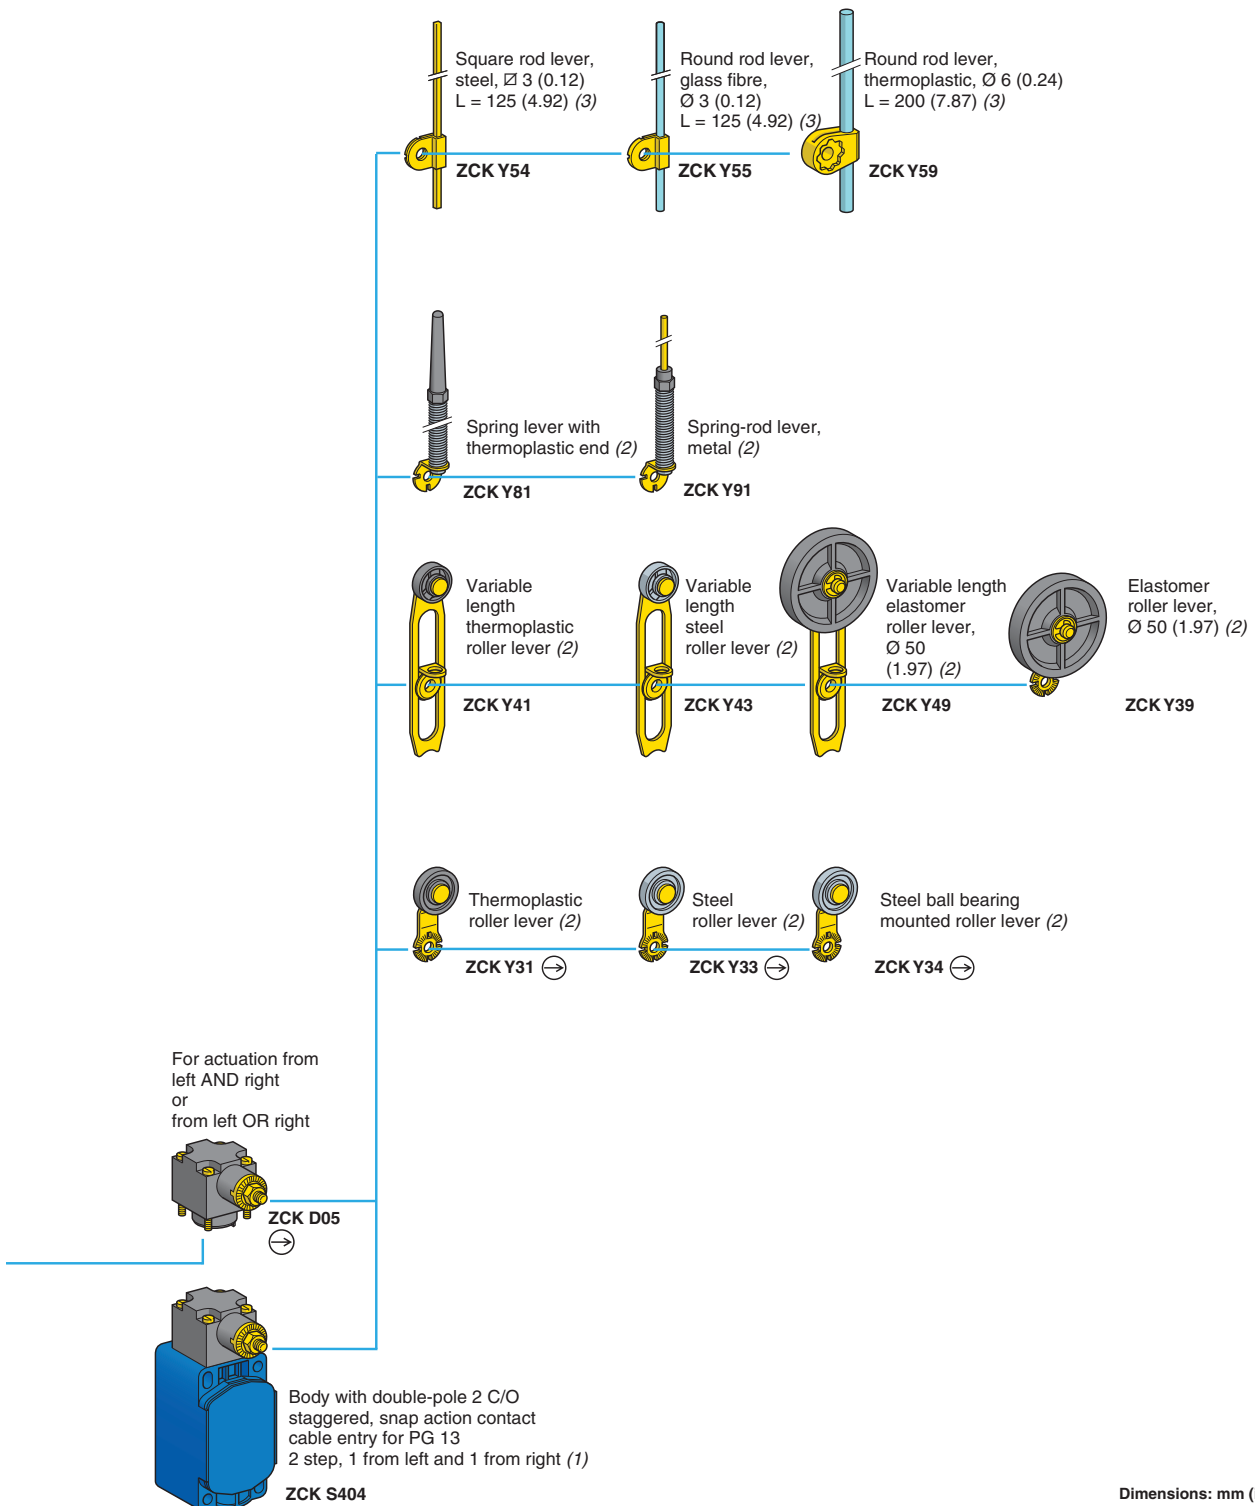 Square rod lever,
steel, ⌀ 3 (0.12)
L = 125 (4.92) (3)
ZCK Y54
Round rod lever,
glass fibre,
Ø 3 (0.12)
L = 125 (4.92) (3)
ZCK Y55
Round rod lever,
thermoplastic, Ø 6 (0.24)
L = 200 (7.87) (3)
ZCK Y59
Spring lever with
thermoplastic end (2)
ZCK Y81
Spring-rod lever,
metal (2)
ZCK Y91
Variable
length
thermoplastic
roller lever (2)
ZCK Y41
Variable
length
steel
roller lever (2)
ZCK Y43
Variable length
elastomer
roller lever,
Ø 50
(1.97) (2)
ZCK Y49
Elastomer
roller lever,
Ø 50 (1.97) (2)
ZCK Y39
Thermoplastic
roller lever (2)
ZCK Y31
Steel
roller lever (2)
ZCK Y33
Steel ball bearing
mounted roller lever (2)
ZCK Y34
For actuation from
left AND right
or
from left OR right
ZCK D05
Body with double-pole 2 C/O
staggered, snap action contact
cable entry for PG 13
2 step, 1 from left and 1 from right (1)
ZCK S404
Dimensions: mm (